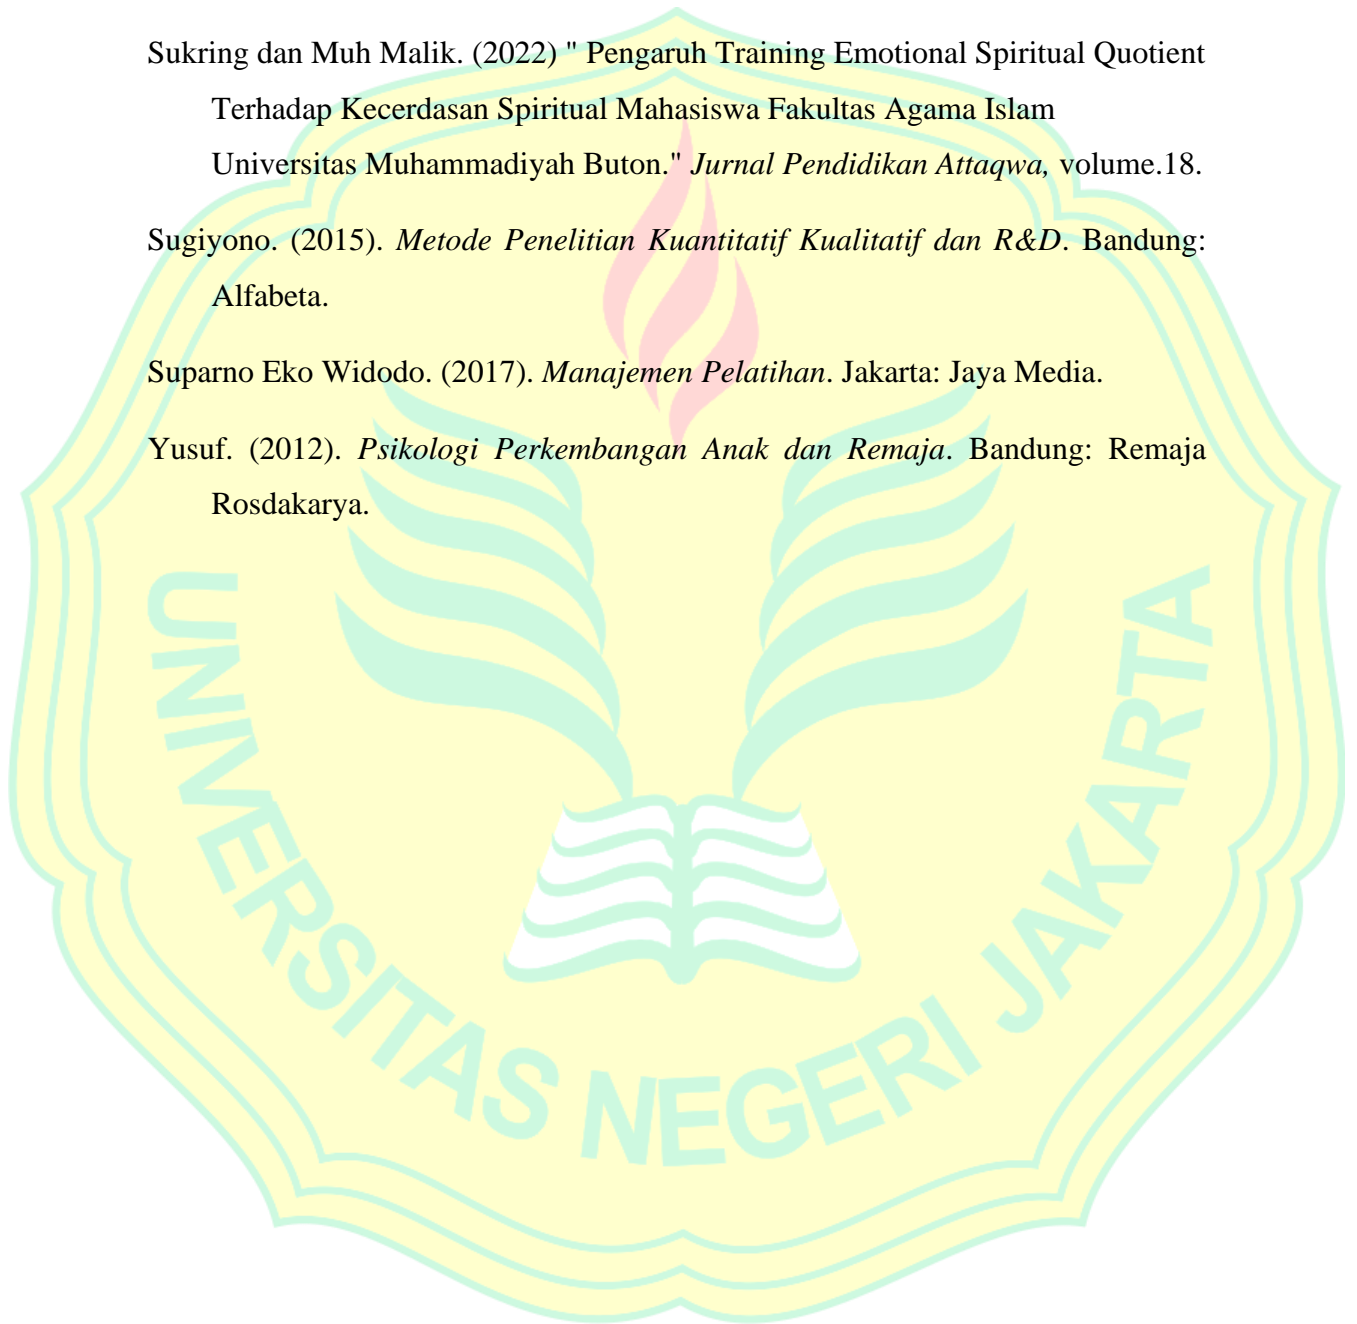 Sukring dan Muh Malik. (2022) " Pengaruh Training Emotional Spiritual Quotient
Terhadap Kecerdasan Spiritual Mahasiswa Fakultas Agama Islam
Universitas Muhammadiyah Buton." Jurnal Pendidikan Attaqwa, volume.18.
Sugiyono. (2015). Metode Penelitian Kuantitatif Kualitatif dan R&D. Bandung:
Alfabeta.
Suparno Eko Widodo. (2017). Manajemen Pelatihan. Jakarta: Jaya Media.
Yusuf. (2012). Psikologi Perkembangan Anak dan Remaja. Bandung: Remaja
Rosdakarya.
UNIVERSITAS NEGERI JAKARTA